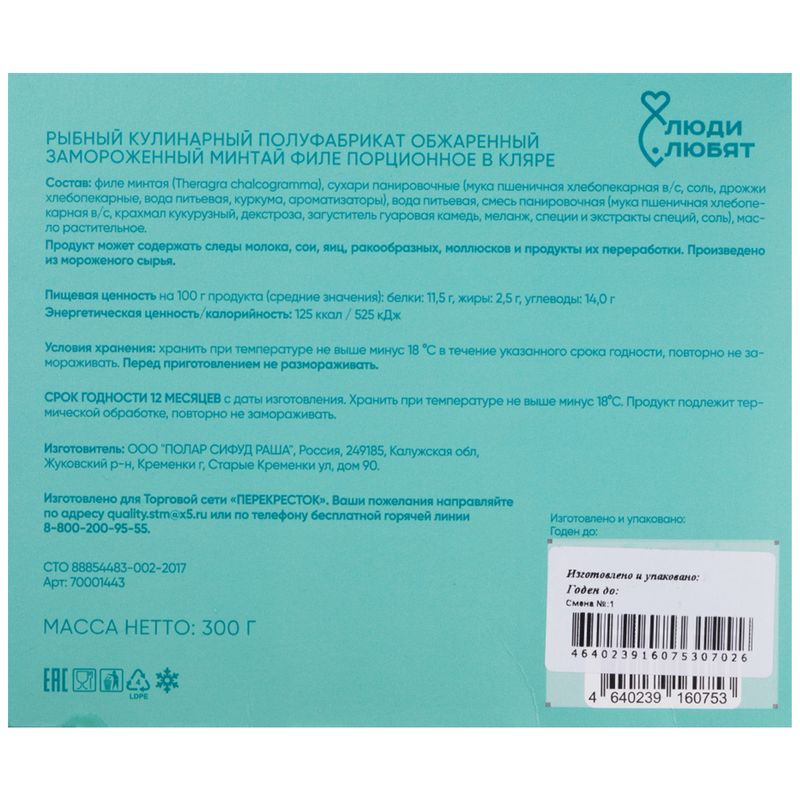 ЛЮДИ
ЛЮБЯТ
РЫБНЫЙ КУЛИНАРНЫЙ ПОЛУФАБРИКАТ ОБЖАРЕННЫЙ
ЗАМОРОЖЕННЫЙ МИНТАЙ ФИЛЕ ПОРЦИОННОЕ В КЛЯРЕ
Состав: филе минтая (Theragra chalcogramma), сухари панировочные (мука пшеничная хлебопекарная в/с, соль, дрожжи
хлебопекарные, вода питьевая, куркума, ароматизаторы), вода питьевая, смесь панировочная (мука пшеничная хлебопе-
карная в/с, крахмал кукурузный, декстроза, загуститель гуаровая камедь, меланж, специи и экстракты специй, соль), мас-
ло растительное.
Продукт может содержать следы молока, сои, яиц, ракообразных, моллюсков и продукты их переработки. Произведено
из мороженого сырья.
Пищевая ценность на 100 г продукта (средние значения): белки: 11,5 г, жиры: 2,5 г, углеводы: 14,0 г
Энергетическая ценность/калорийность: 125 ккал / 525 кДж
Условия хранения: хранить при температуре не выше минус 18 °С в течение указанного срока годности, повторно не за-
мораживать. Перед приготовлением не размораживать.
СРОК ГОДНОСТИ 12 МЕСЯЦЕВ с даты изготовления. Хранить при температуре не выше минус 18°С. Продукт подлежит тер-
мической обработке, повторно не замораживать.
Изготовитель: ООО "ПОЛАР СИФУД РАША", Россия, 249185, Калужская обл,
Жуковский р-н, Кременки г, Старые Кременки ул, дом 90.
Изготовлено для Торговой сети «ПЕРЕКРЕСТОК». Ваши пожелания направляйте
по адресу quality.stm@x5.ru или по телефону бесплатной горячей линии
8-800-200-95-55.
СТО 88854483-002-2017
Арт: 70001443
МАССА НЕТТО: 300 Г
EAC
4
LDPE
Изготовлено и упаковано:
Годен до:
Изготовлено и упаковано:
Годен до:
Смена №:1
46402391607530702​6
4 640239 160753